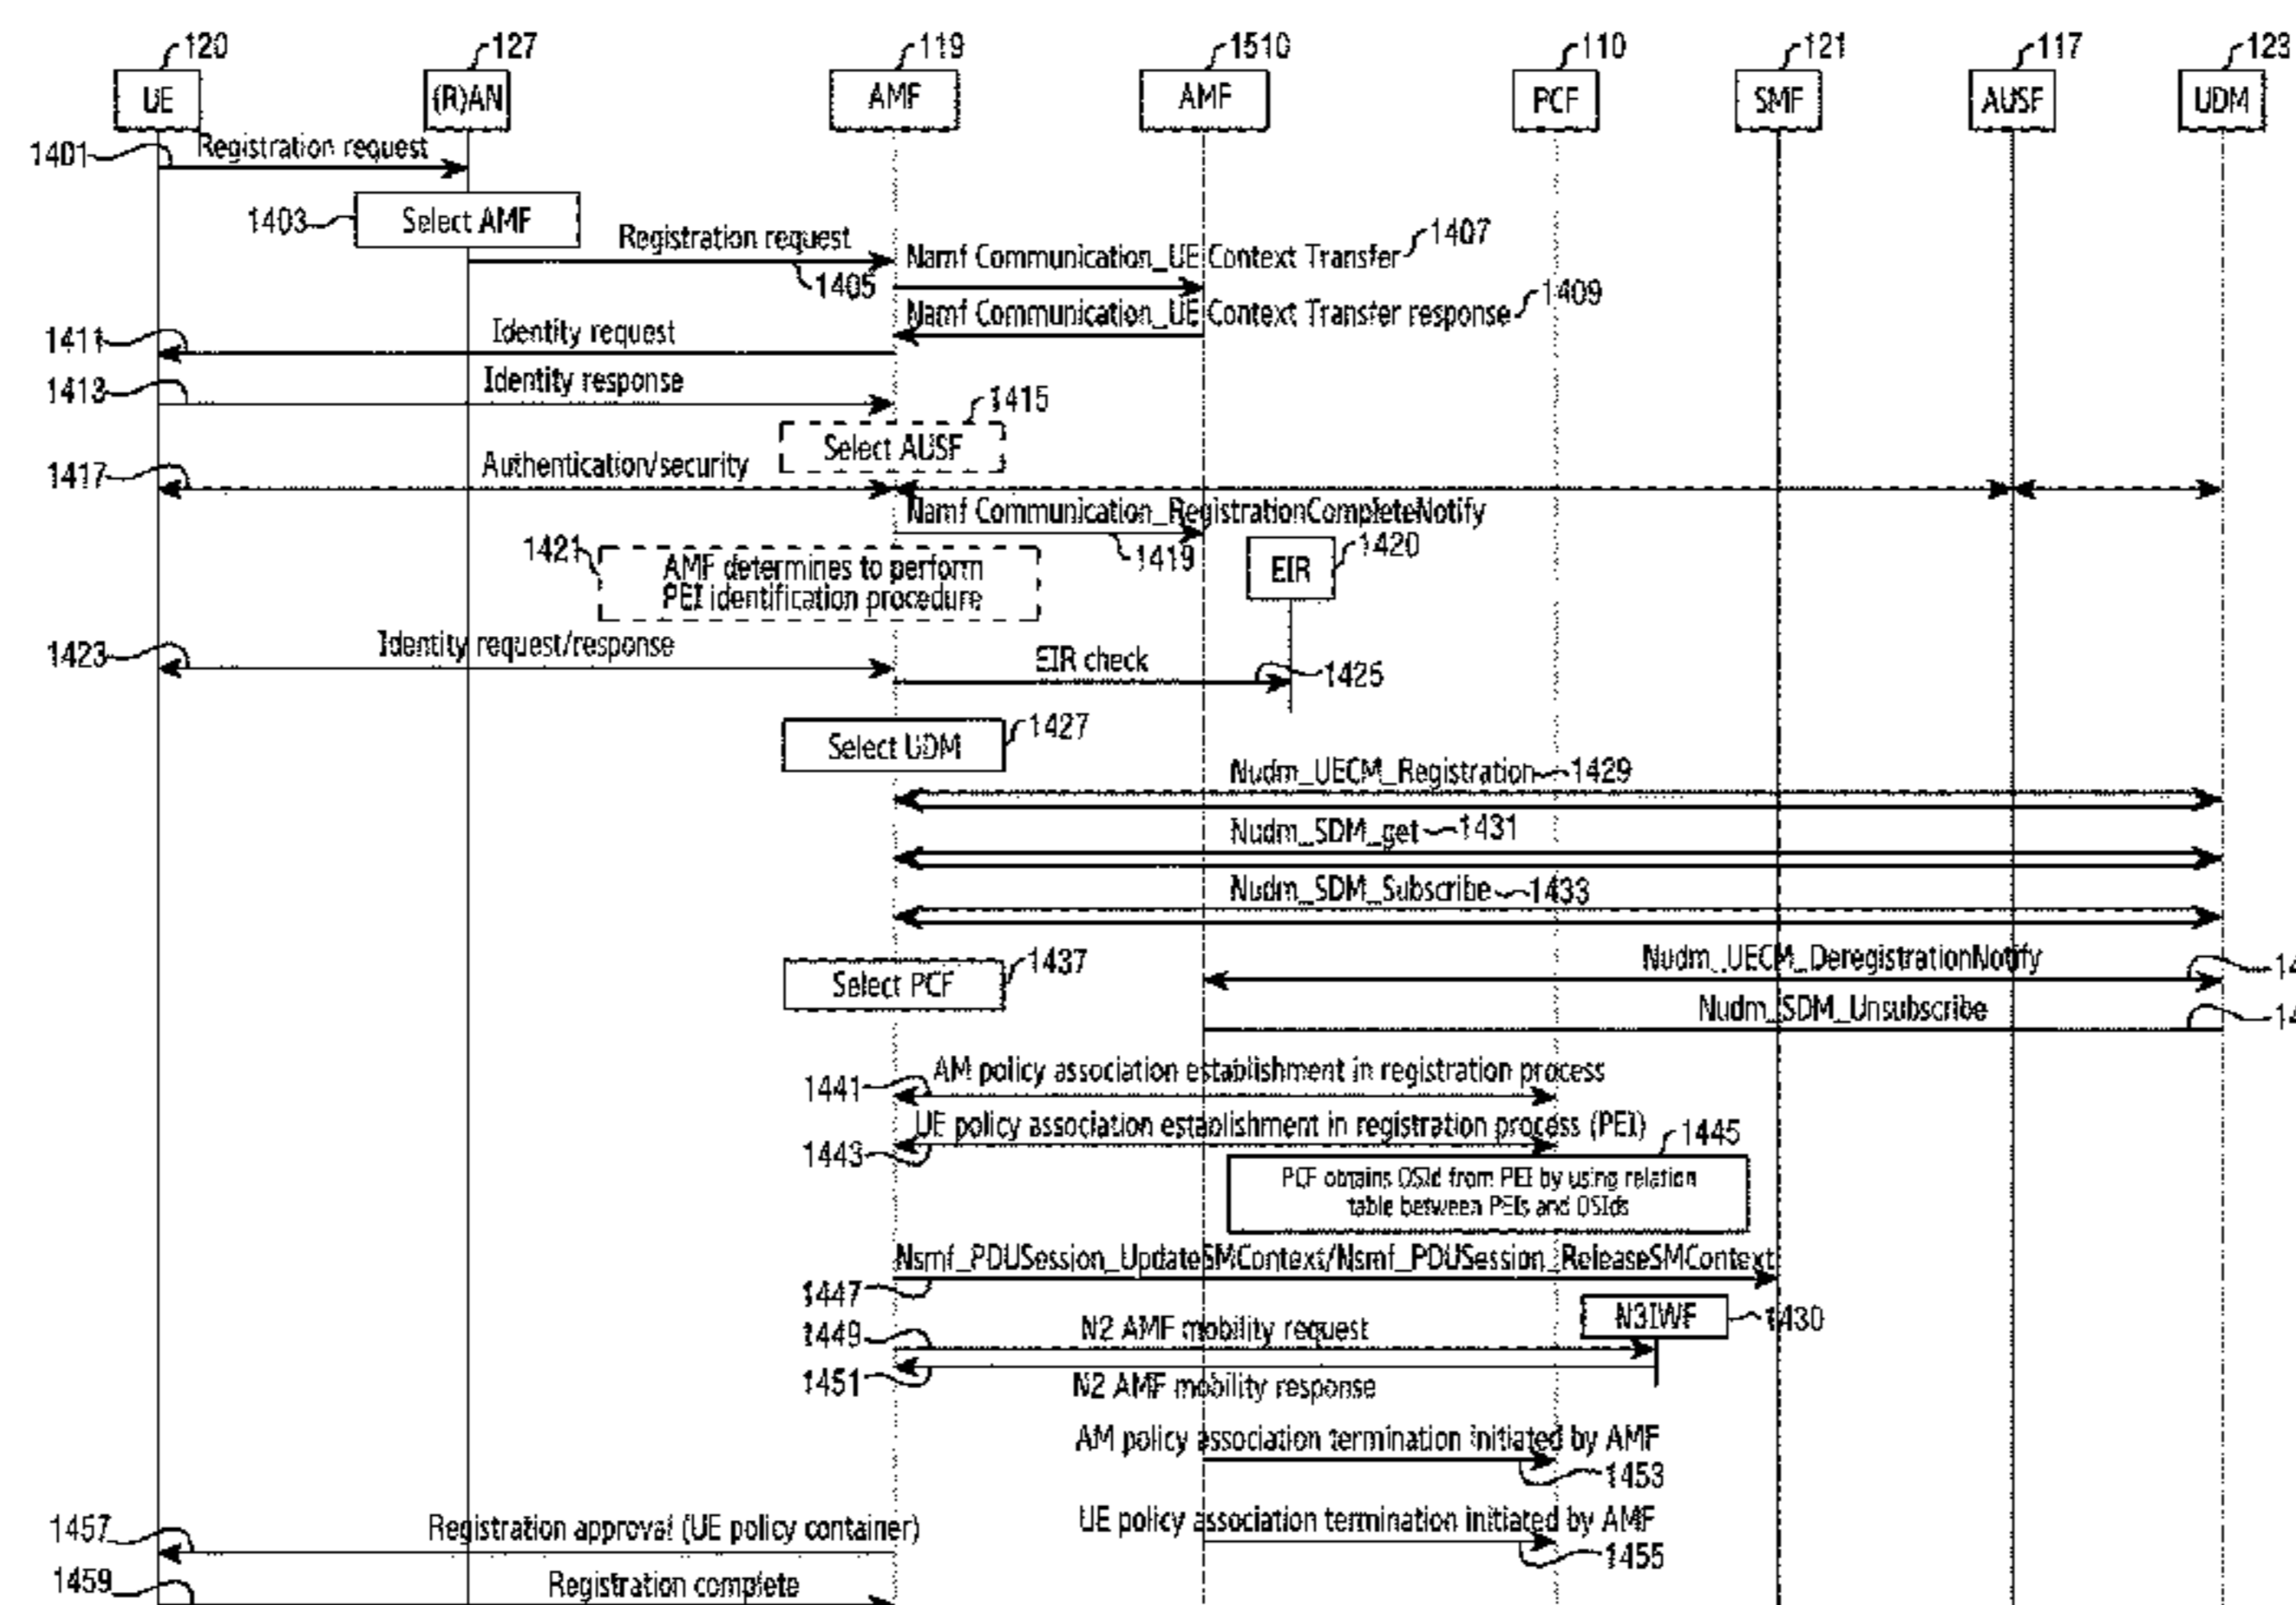 120
127
119
1510
110
121
117
123
UE
(R)AN
AMF
AMF
PCF
SMF
AUSF
UDM
1401
Registration request
1403
Select AMF
Registration request
1405
Namf Communication_UE Context Transfer
1407
Namf Communication_UE Context Transfer response
1409
1411
Identity request
1413
Identity response
1415
Select AUSF
1417
Authentication/security
Namf Communication_RegistrationCompleteNotify
1419
1420
EIR
1421
AMF determines to perform
PEI identification procedure
1423
Identity request/response
EIR check
1425
1427
Select UDM
Nudm_UECM_Registration
1429
Nudm_SDM_get
1431
Nudm_SDM_Subscribe
1433
1437
Select PCF
Nudm_UECM_DeregistrationNotify
14
Nudm_SDM_Unsubscribe
14
1441
AM policy association establishment in registration process
1443
UE policy association establishment in registration process (PEI)
1445
PCF obtains OSId from PEI by using relation
table between PEIs and OSIds
Nsmf_PDUSession_UpdateSMContext/Nsmf_PDUSession_ReleaseSMContext
1447
N3IWF
1430
1449
N2 AMF mobility request
1451
N2 AMF mobility response
AM policy association termination initiated by AMF
1453
1457
Registration approval (UE policy container)
UE policy association termination initiated by AMF
1455
1459
Registration complete